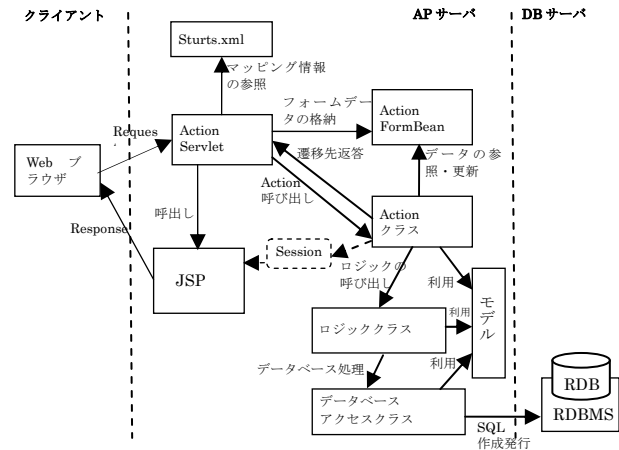 クライアント
AP サーバ
DB サーバ
Sturts.xml
マッピング情報
の参照
フォームデー
タの格納
Action
FormBean
Action
Servlet
Reques
.
Web ブ
ラウザ
遷移先返答
データの参
照・更新
Action
呼び出し
Action
クラス
呼出し
Response
Session
JSP
ロジックの
呼び出し
利用
モデル
ロジッククラス
利用
データベース処理
利用
データベース
アクセスクラス
RDB
RDBMS
SQL
作成発行